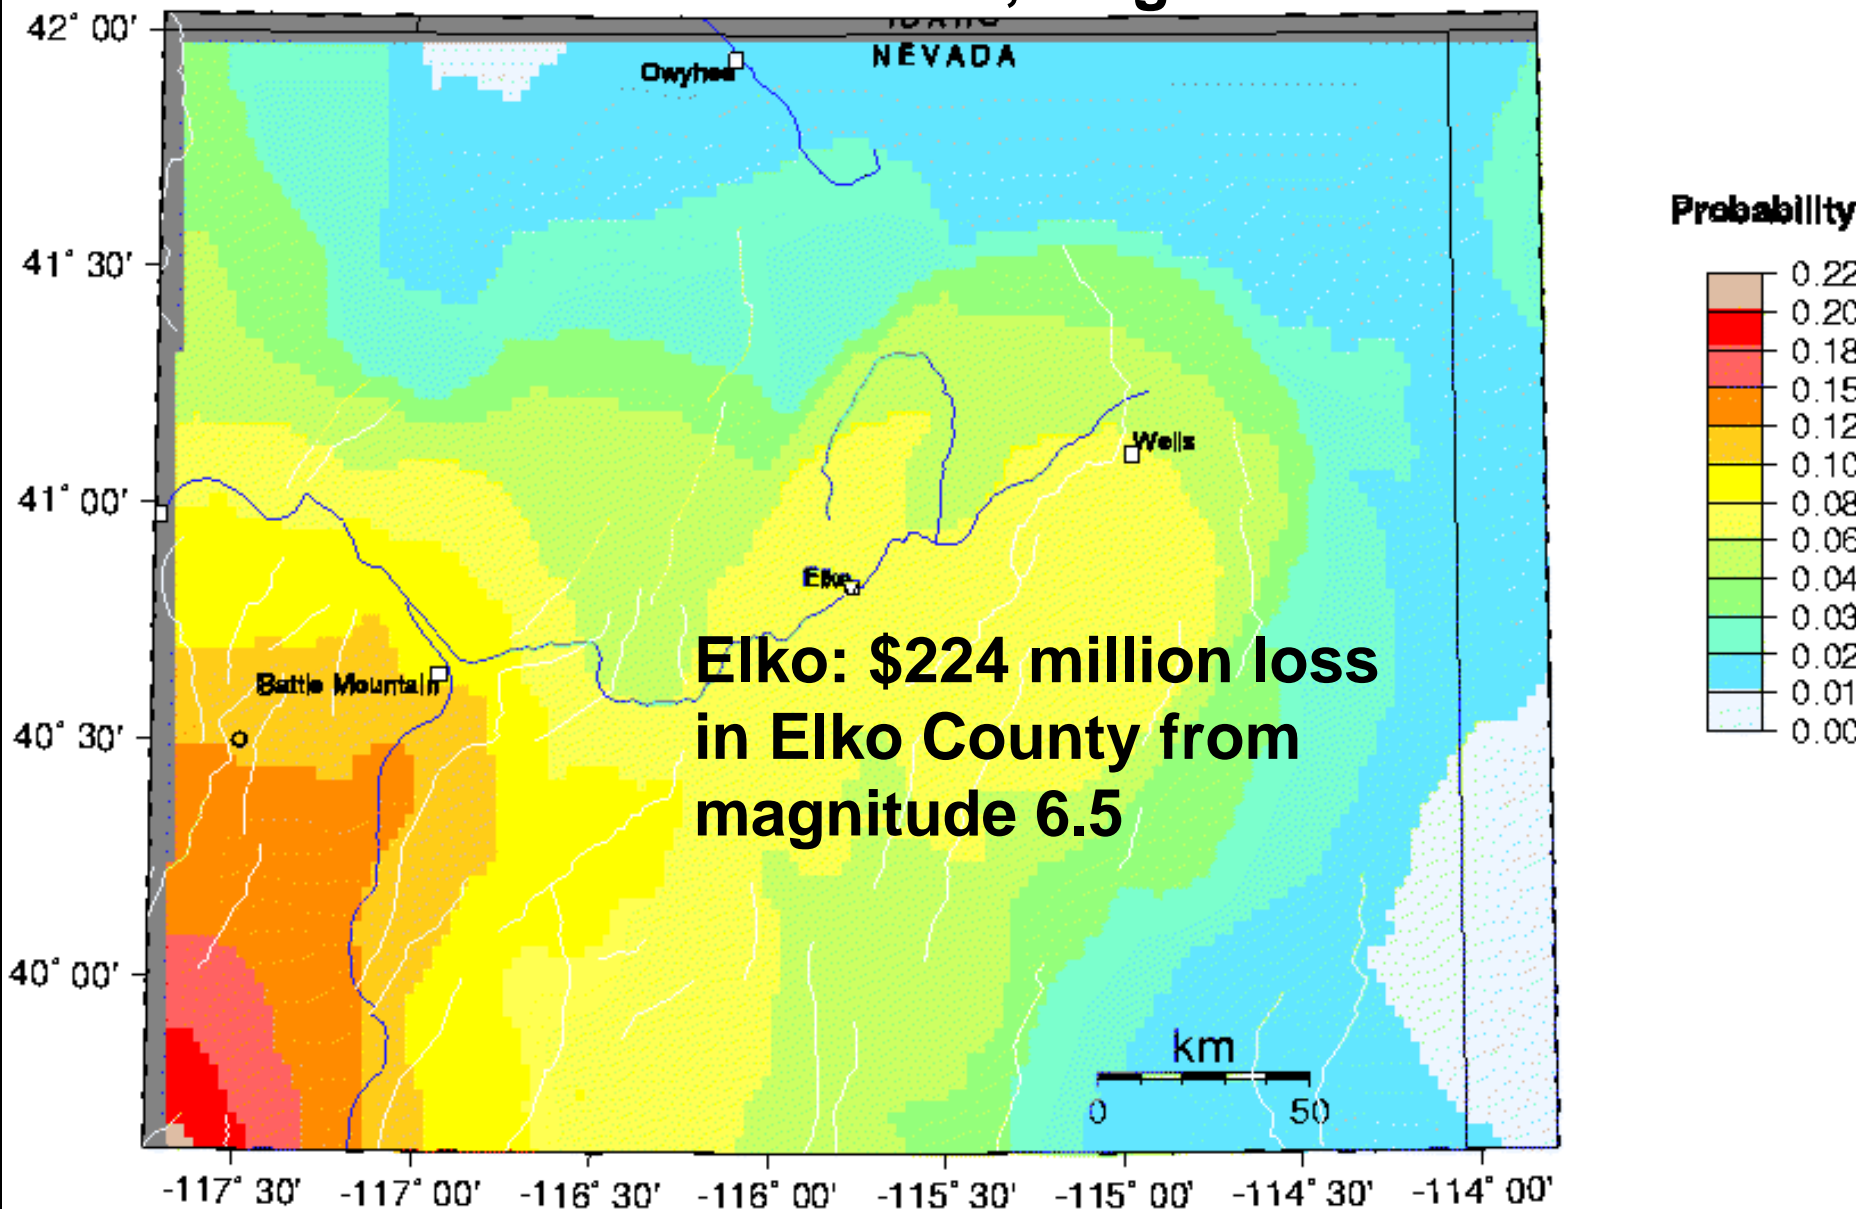 42° 00'
NEVADA
Owyhee
41° 30'
Probability
0.22
0.20
0.18
0.15
0.12
0.10
0.08
0.06
0.04
0.03
0.02
0.01
0.00
Wells
41° 00'
Elko
Elko: $224 million loss
in Elko County from
magnitude 6.5
Battle Mountain
40° 30'
40° 00'
km
0 50
-117° 30' -117° 00' -116° 30' -116° 00' -115° 30' -115° 00' -114° 30' -114° 00'